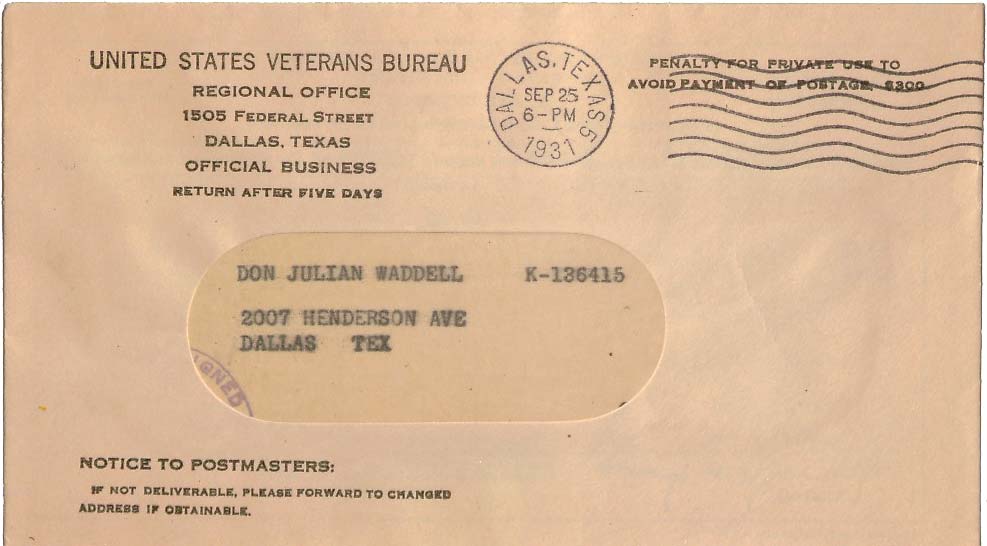 UNITED STATES VETERANS BUREAU
REGIONAL OFFICE
1505 FEDERAL STREET
DALLAS, TEXAS
OFFICIAL BUSINESS
RETURN AFTER FIVE DAYS
DALLAS, TEXAS. 5
SEP 25
6-PM
1931
PENALTY FOR PRIVATE USE TO
AVOID PAYMENT OF POSTAGE, $300
DON JULIAN WADDELL K-136415
2007 HENDERSON AVE
DALLAS TEX
IGNED
NOTICE TO POSTMASTERS:
IF NOT DELIVERABLE, PLEASE FORWARD TO CHANGED
ADDRESS IF OBTAINABLE.